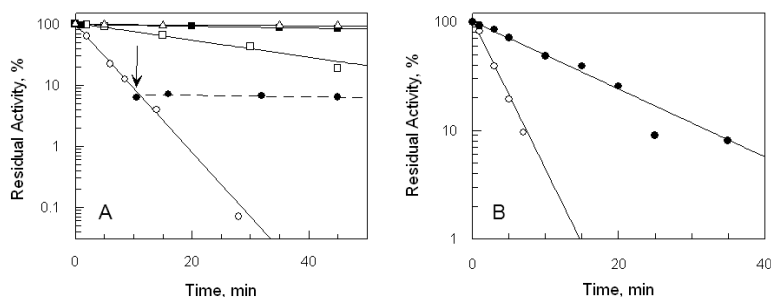 100
10
1
0.1
Residual Activity, %
A
0
20
40
Time, min
100
10
1
Residual Activity, %
B
0
20
40
Time, min